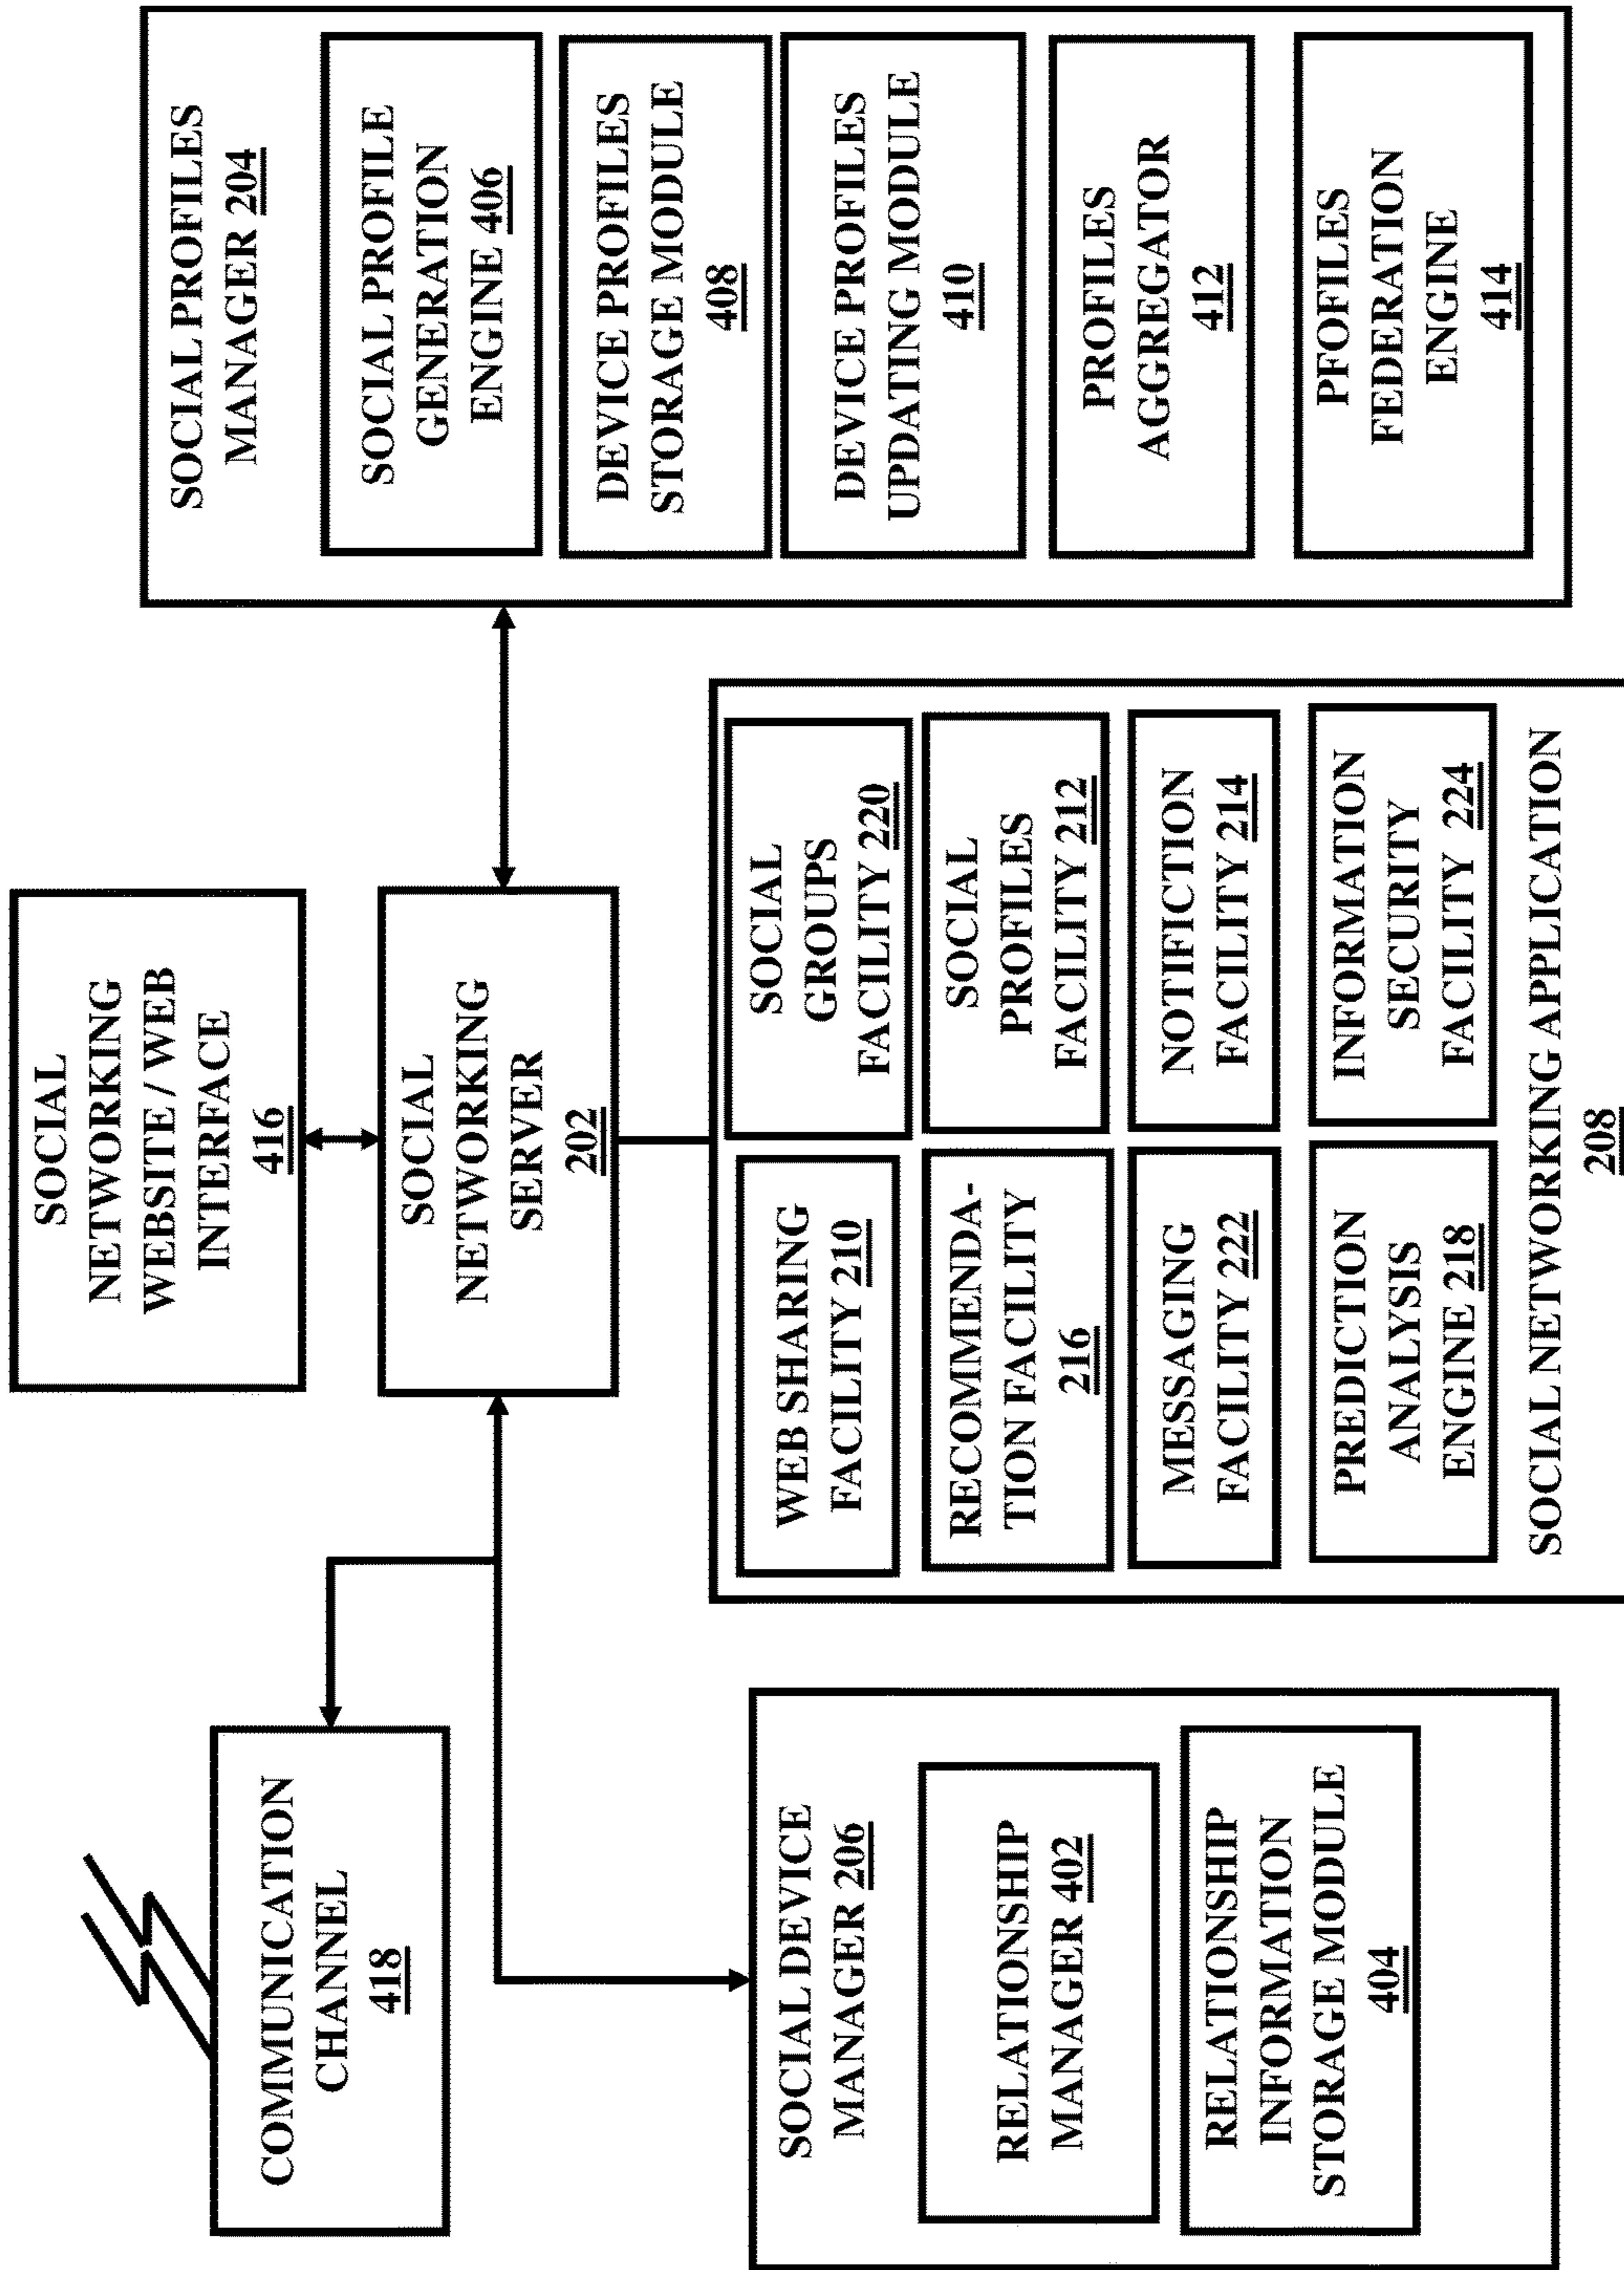 SOCIAL
NETWORKING
WEBSITE / WEB
INTERFACE
416
COMMUNICATION
CHANNEL
418
SOCIAL
NETWORKING
SERVER
202
SOCIAL DEVICE
MANAGER 206
RELATIONSHIP
MANAGER 402
RELATIONSHIP
INFORMATION
STORAGE MODULE
404
WEB SHARING
FACILITY 210
SOCIAL
GROUPS
FACILITY 220
RECOMMENDA-
TION FACILITY
216
SOCIAL
PROFILES
FACILITY 212
MESSAGING
FACILITY 222
NOTIFICTION
FACILITY 214
PREDICTION
ANALYSIS
ENGINE 218
INFORMATION
SECURITY
FACILITY 224
SOCIAL NETWORKING APPLICATION
208
SOCIAL PROFILES
MANAGER 204
SOCIAL PROFILE
GENERATION
ENGINE 406
DEVICE PROFILES
STORAGE MODULE
408
DEVICE PROFILES
UPDATING MODULE
410
PROFILES
AGGREGATOR
412
PFOFILES
FEDERATION
ENGINE
414